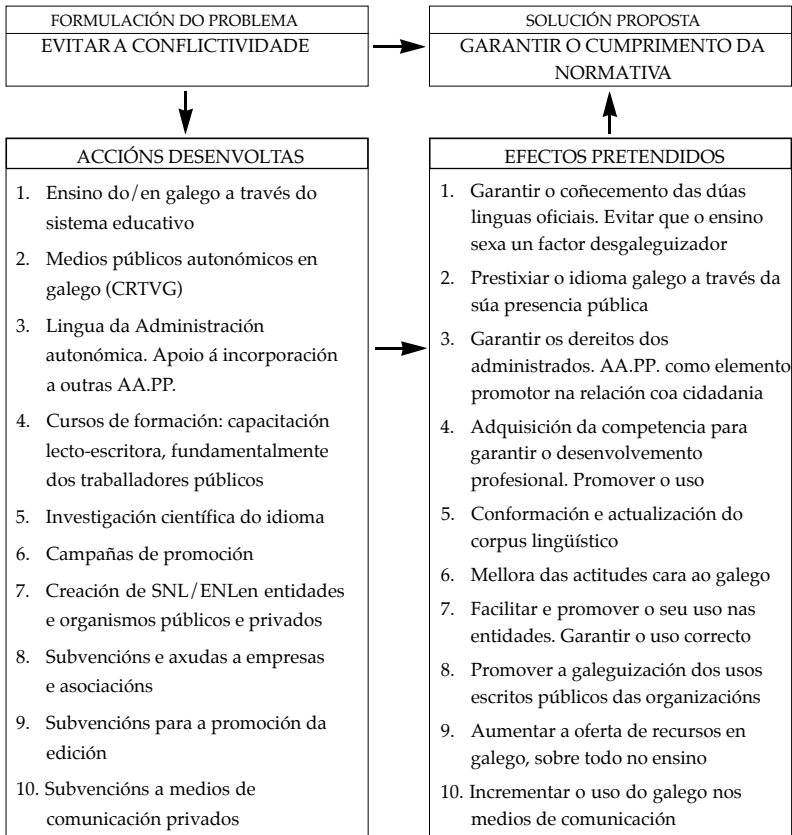 FORMULACIÓN DO PROBLEMA
EVITAR A CONFLICTIVIDADE
SOLUCIÓN PROPOSTA
GARANTIR O CUMPRIMENTO DA
NORMATIVA
ACCIÓNS DESENVOLTAS
1. Ensino do/en galego a través do
sistema educativo
2. Medios públicos autonómicos en
galego (CRTVG)
3. Lingua da Administración
autonómica. Apoio á incorporación
a outras AA.PP.
4. Cursos de formación: capacitación
lecto-escritora, fundamentalmente
dos traballadores públicos
5. Investigación científica do idioma
6. Campañas de promoción
7. Creación de SNL/ENLen entidades
e organismos públicos e privados
8. Subvencións e axudas a empresas
e asociacións
9. Subvencións para a promoción da
edición
10. Subvencións a medios de
comunicación privados
EFECTOS PRETENDIDOS
1. Garantir o coñecemento das dúas
linguas oficiais. Evitar que o ensino
sexa un factor desgaleguizador
2. Prestixiar o idioma galego a través da
súa presencia pública
3. Garantir os dereitos dos
administrados. AA.PP. como elemento
promotor na relación coa cidadania
4. Adquisición da competencia para
garantir o desenvolvemento
profesional. Promover o uso
5. Conformación e actualización do
corpus lingüístico
6. Mellora das actitudes cara ao galego
7. Facilitar e promover o seu uso nas
entidades. Garantir o uso correcto
8. Promover a galeguización dos usos
escritos públicos das organizacións
9. Aumentar a oferta de recursos en
galego, sobre todo no ensino
10. Incrementar o uso do galego nos
medios de comunicación